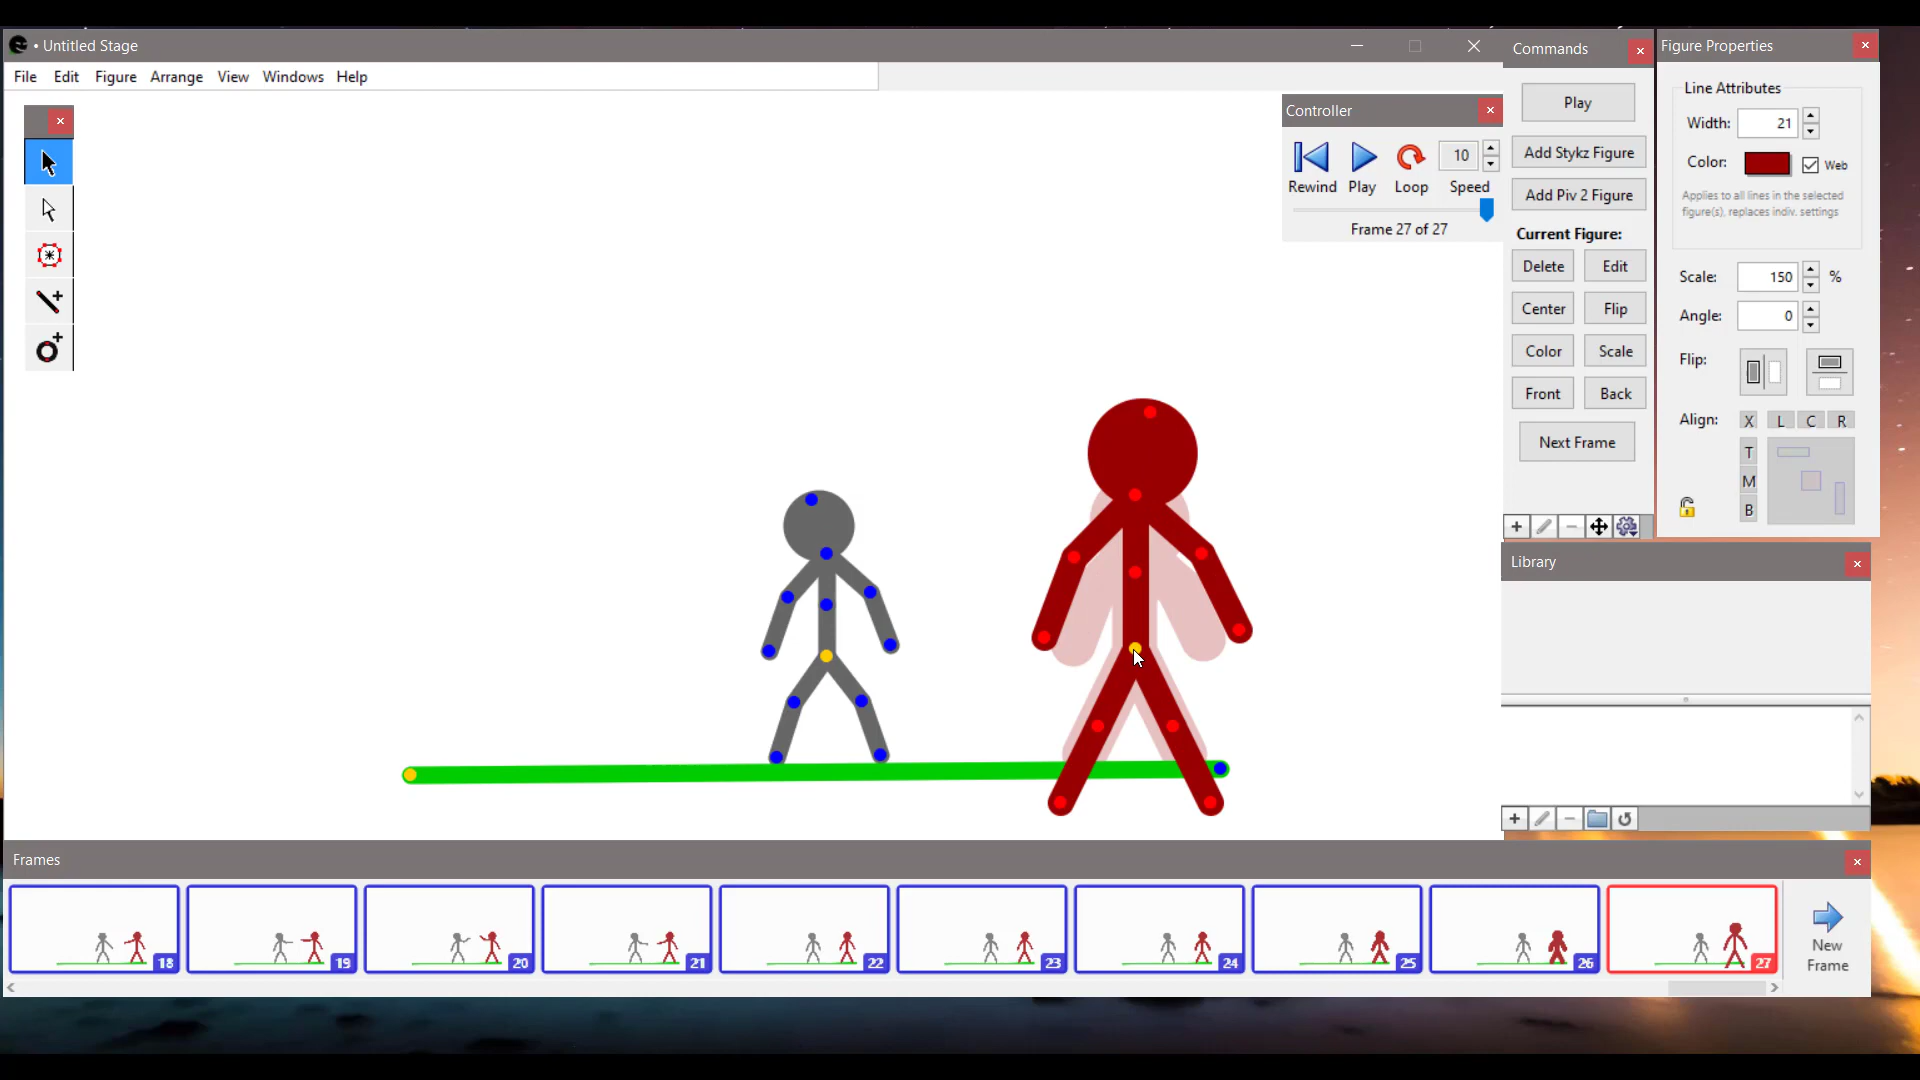 • Untitled Stage
File Edit Figure Arrange View Windows Help
Controller
Rewind Play Loop 10 Speed
Frame 27 of 27
Commands
Play
Add Stykz Figure
Add Piv 2 Figure
Current Figure:
Delete Edit
Center Flip
Color Scale
Front Back
Next Frame
Figure Properties
Line Attributes
Width: 21
Color: Web
Applies to all lines in the selected
figure(s), replaces indiv. settings
Scale: 150 %
Angle: 0
Flip:
Align: X L C R
T
M
B
Library
Frames
18 19 20 21 22 23 24 25 26 27
New
Frame